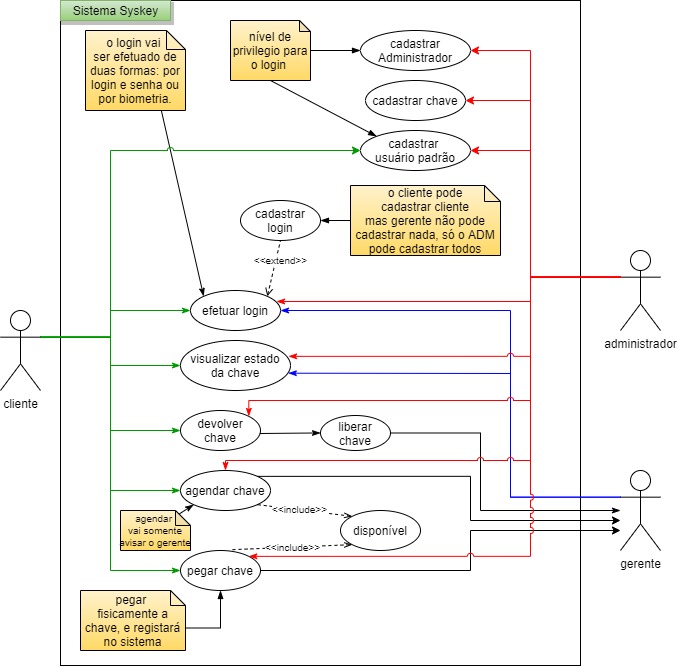 Sistema Syskey
o login vai
ser efetuado de
duas formas: por
login e senha ou
por biometria.
nível de
privilegio para
o login
cadastrar
Administrador
cadastrar chave
cadastrar
usuário padrão
cadastrar
login
o cliente pode
cadastrar cliente
mas gerente não pode
cadastrar nada, só o ADM
pode cadastrar todos
<<extend>>
efetuar login
visualizar estado
da chave
cliente
administrador
devolver
chave
liberar
chave
agendar chave
<<include>>
agendar
vai somente
avisar o gerente
disponível
<<include>>
pegar chave
gerente
pegar
fisicamente a
chave, e registará
no sistema